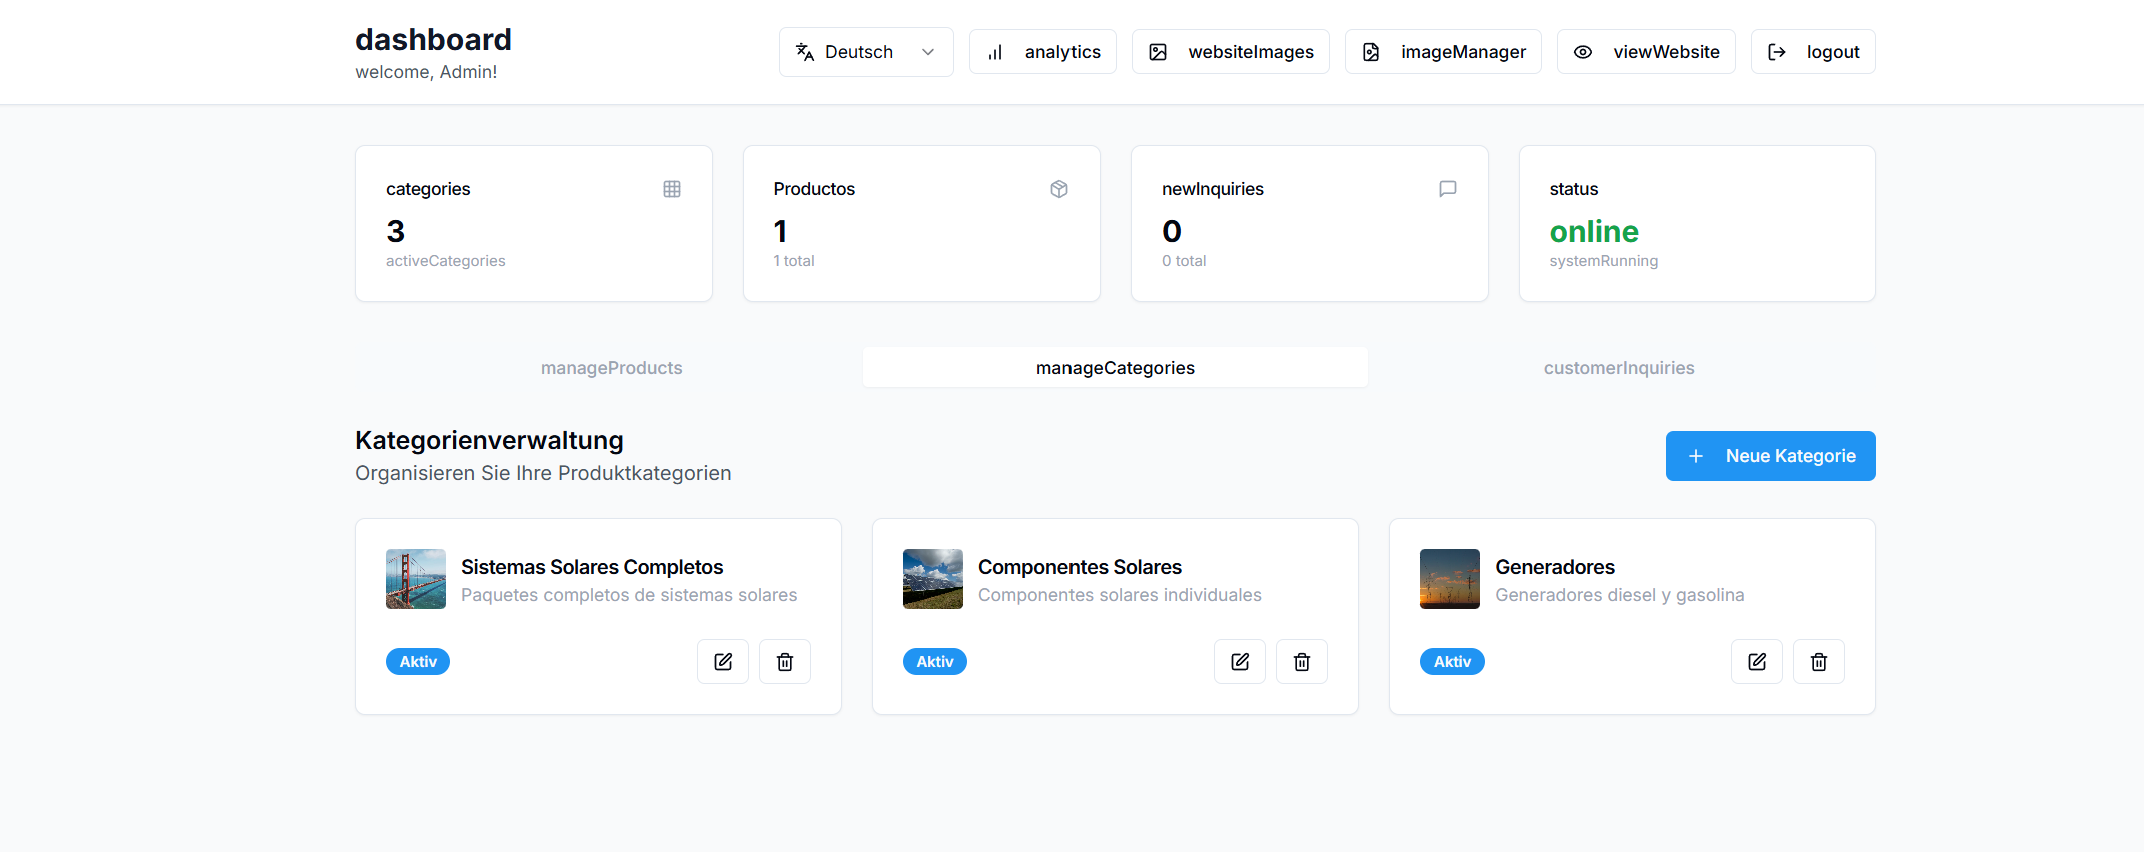 dashboard
welcome, Admin!
Deutsch
analytics
websiteImages
imageManager
viewWebsite
logout
categories
3
activeCategories
Productos
1
1 total
newInquiries
0
0 total
status
online
systemRunning
manageProducts
manageCategories
customerInquiries
Kategorienverwaltung
Organisieren Sie Ihre Produktkategorien
Neue Kategorie
Sistemas Solares Completos
Paquetes completos de sistemas solares
Aktiv
Componentes Solares
Componentes solares individuales
Aktiv
Generadores
Generadores diesel y gasolina
Aktiv